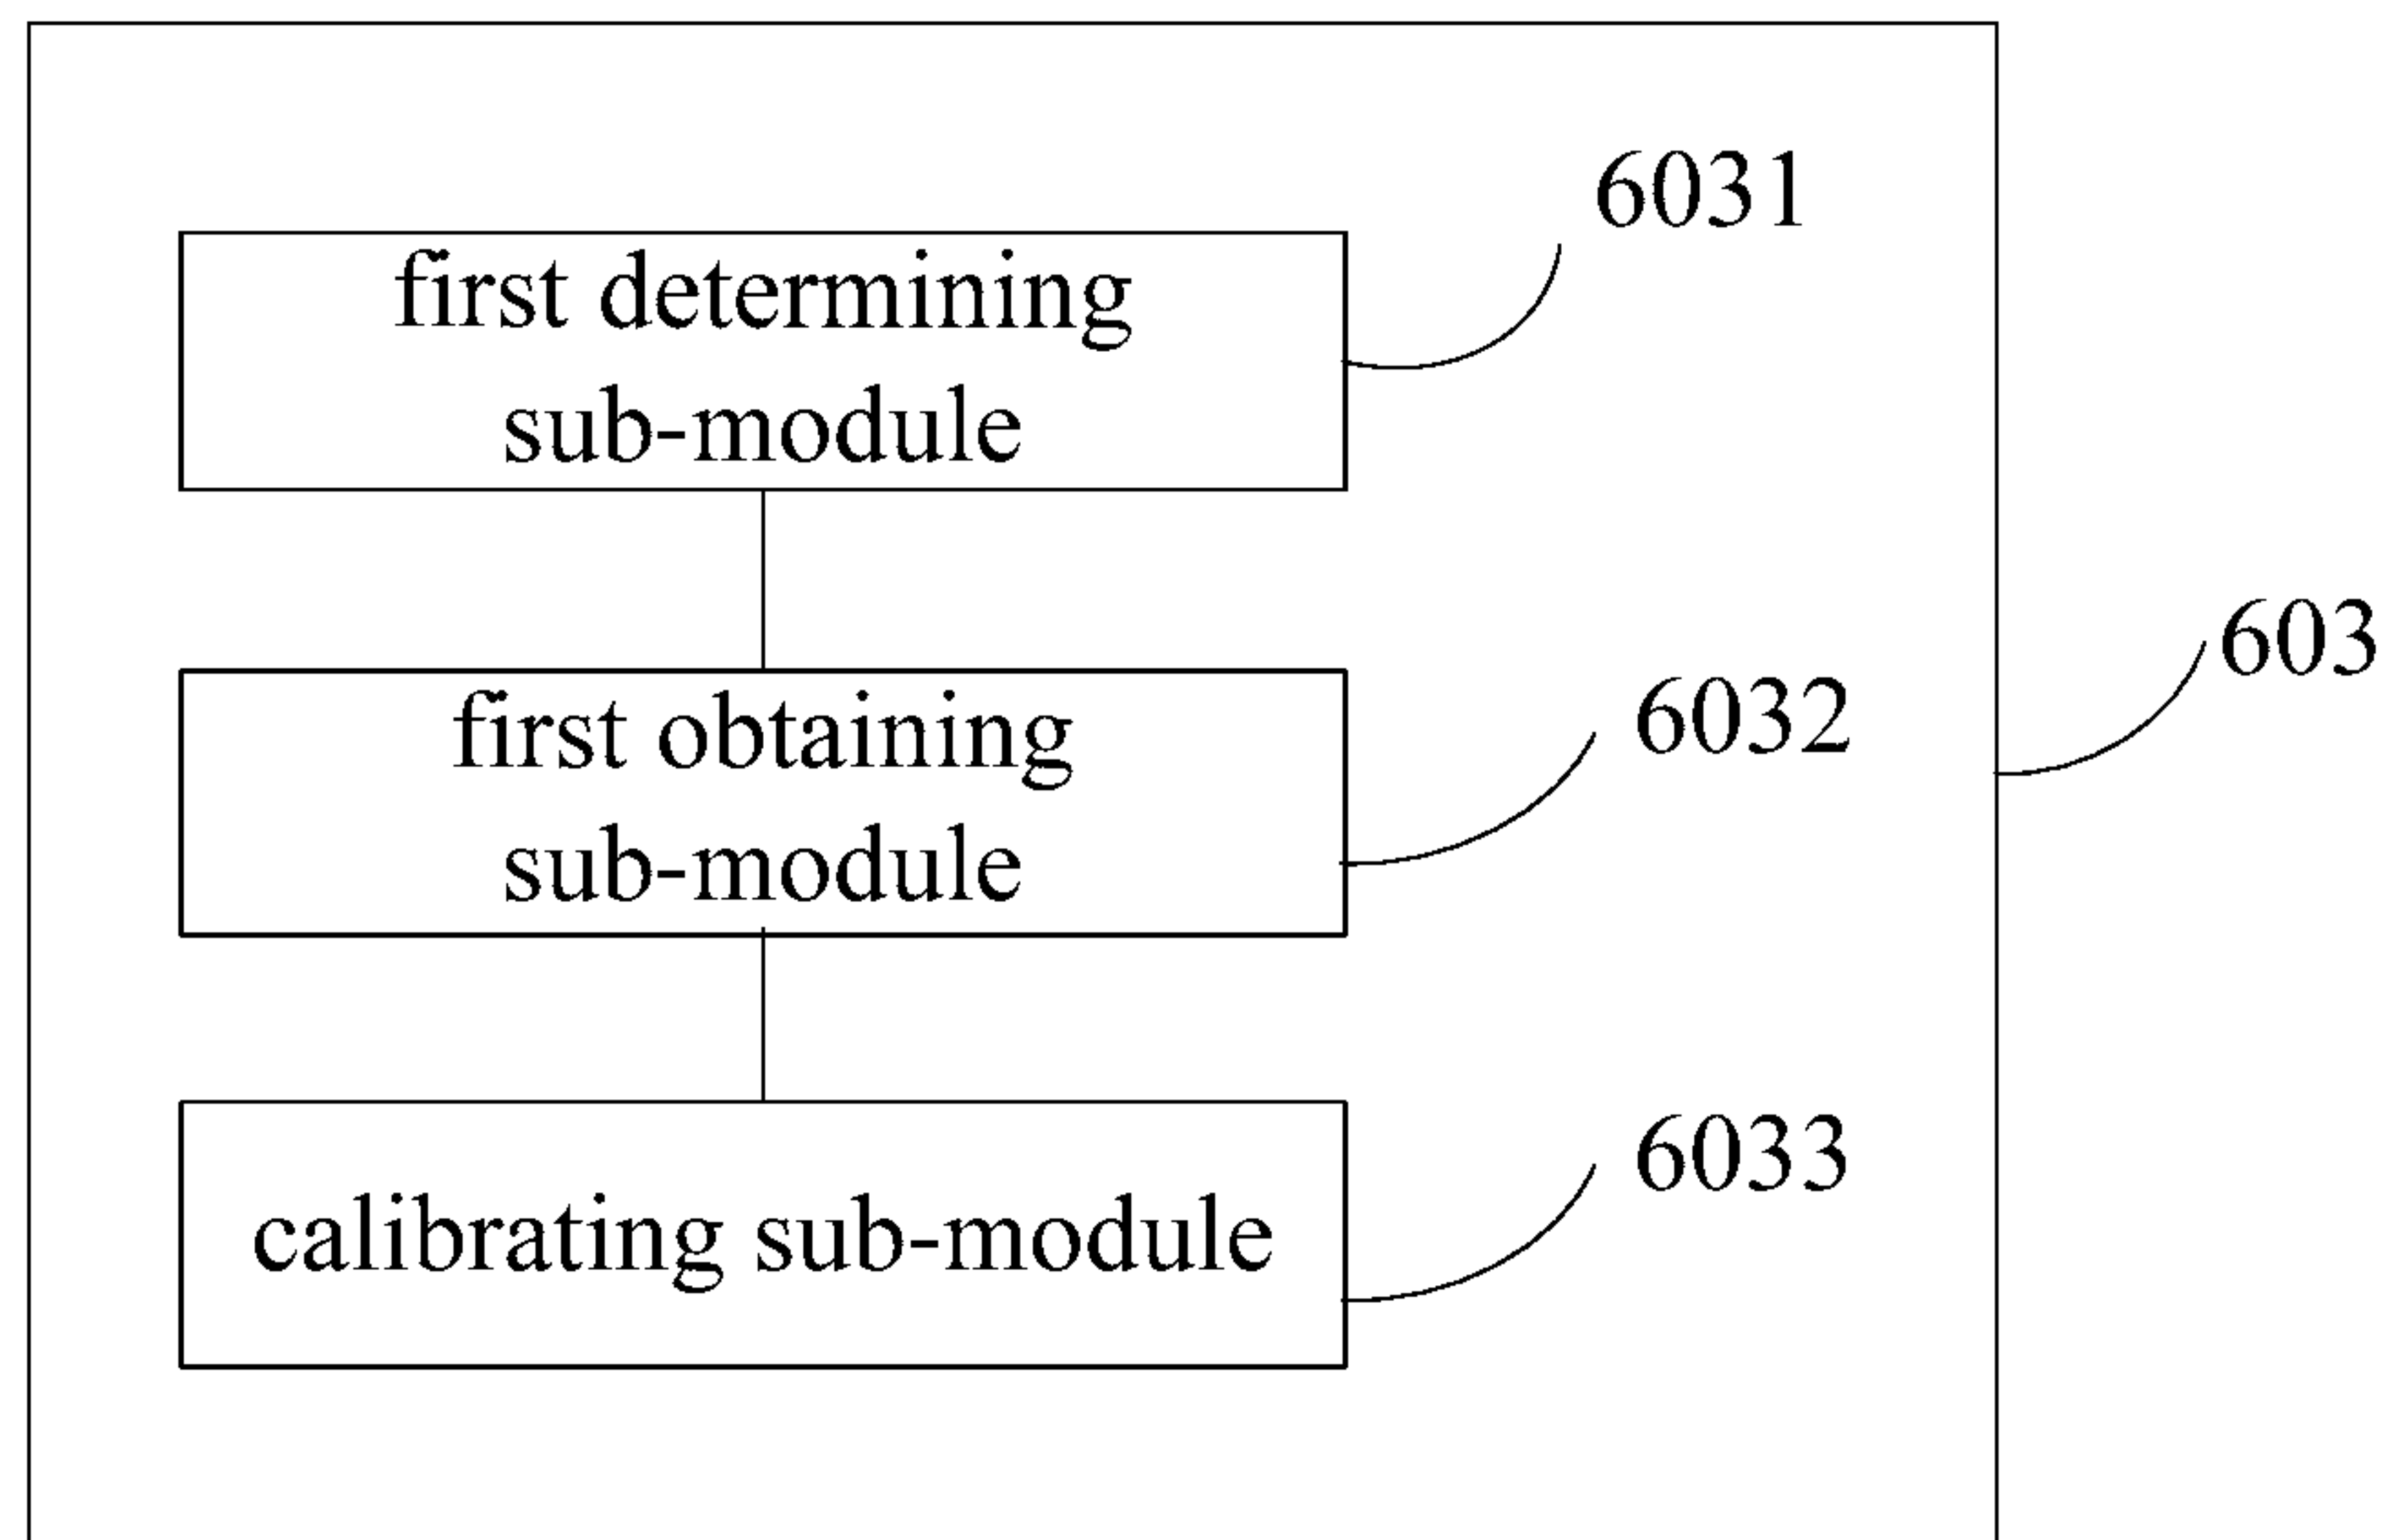 6031
first determining
sub-module
603
6032
first obtaining
sub-module
6033
calibrating sub-module